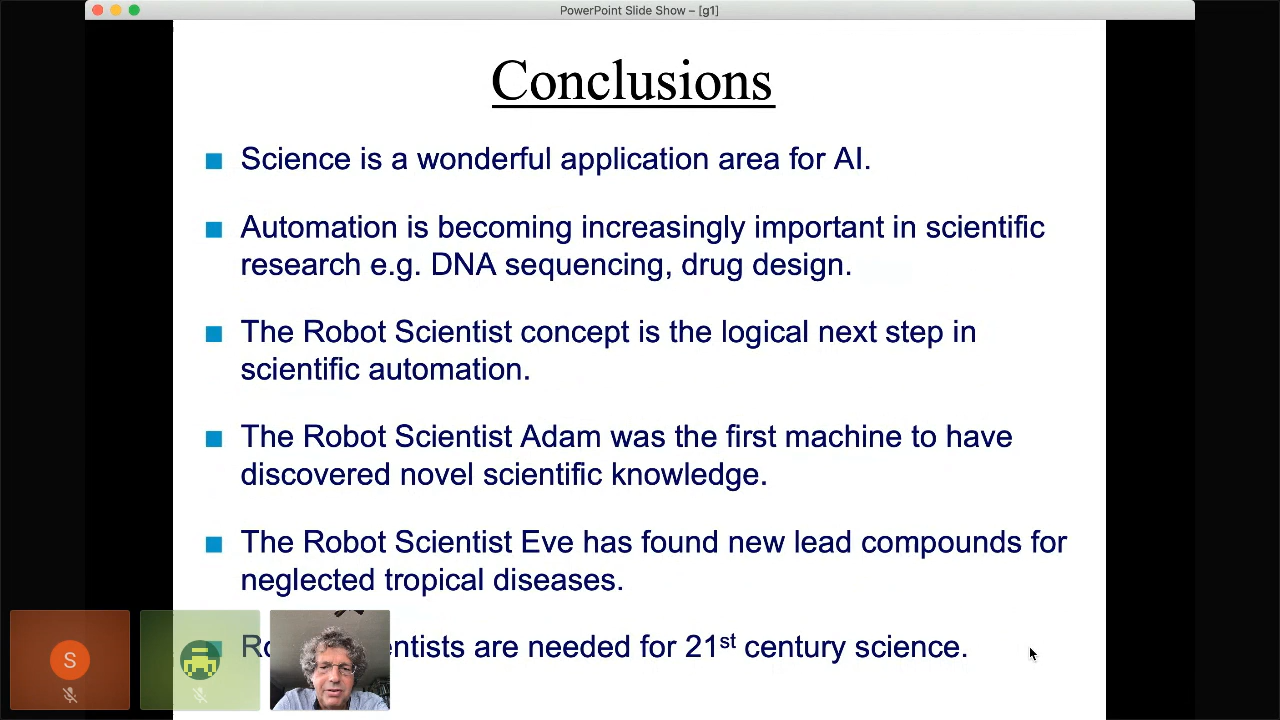 PowerPoint Slide Show – [g1]
Conclusions
Science is a wonderful application area for AI.
Automation is becoming increasingly important in scientific
research e.g. DNA sequencing, drug design.
The Robot Scientist concept is the logical next step in
scientific automation.
The Robot Scientist Adam was the first machine to have
discovered novel scientific knowledge.
The Robot Scientist Eve has found new lead compounds for
neglected tropical diseases.
are needed for 21st century science.
S